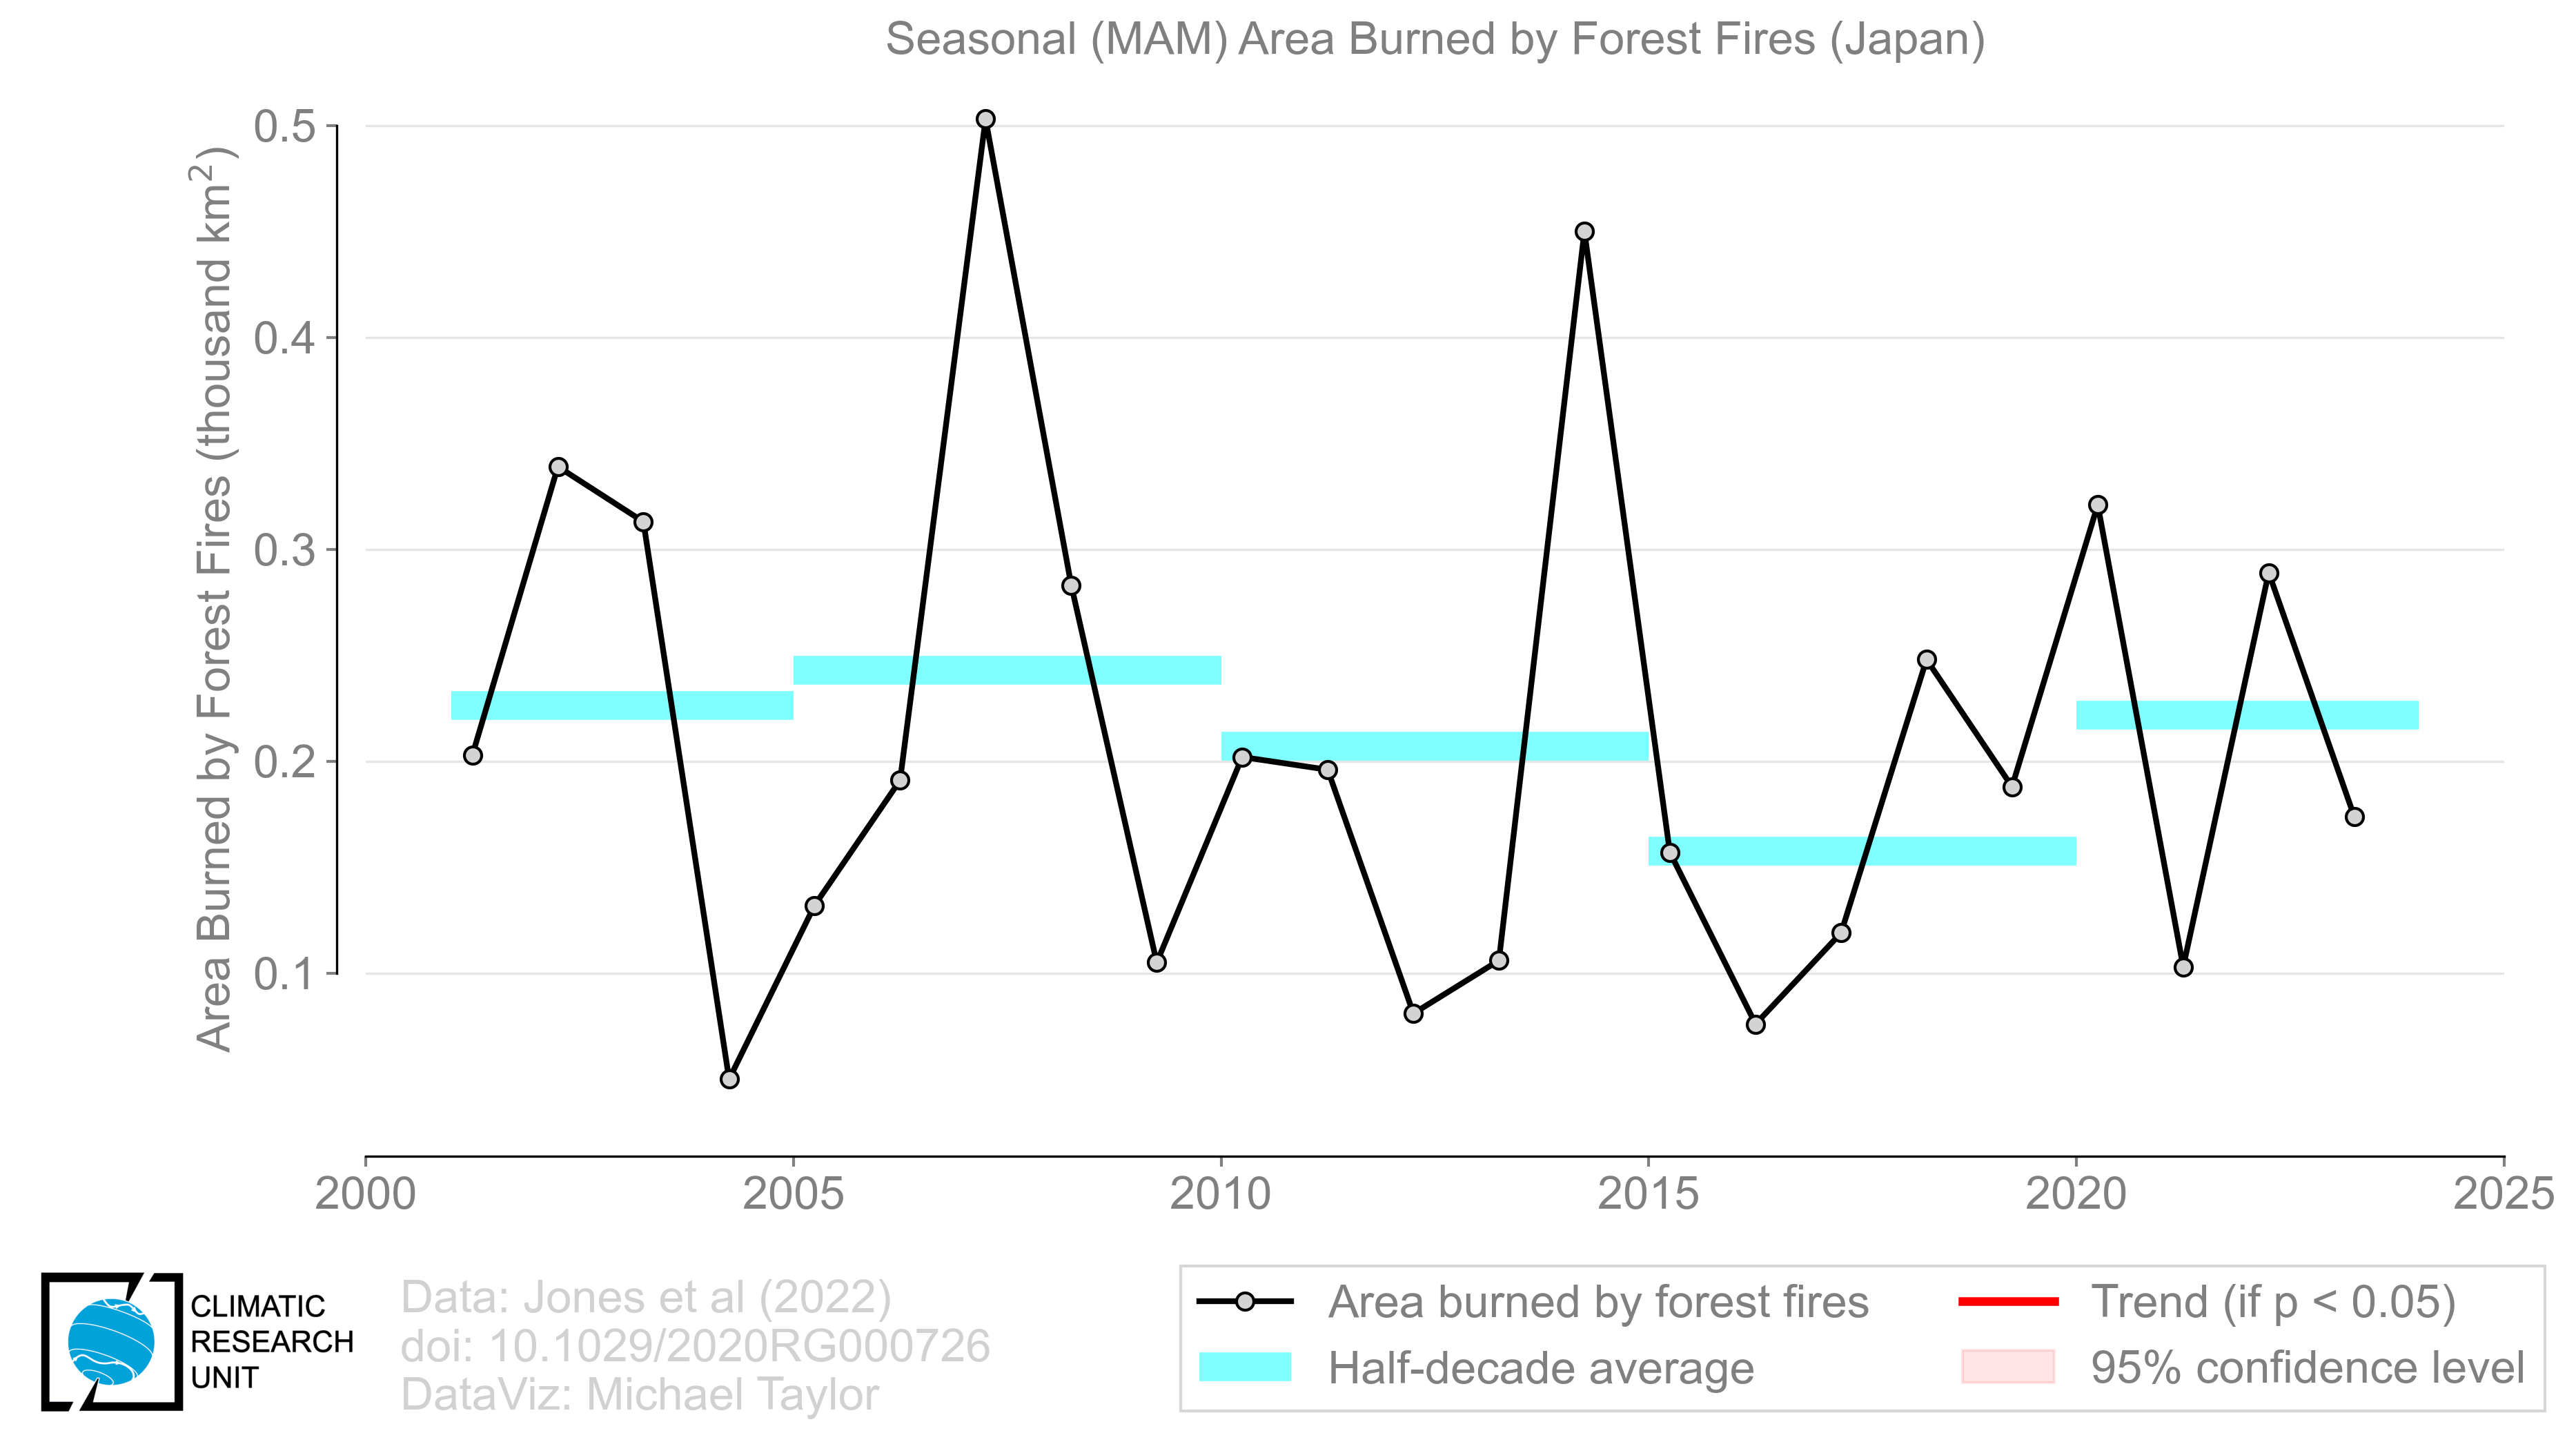 Seasonal (MAM) Area Burned by Forest Fires (Japan)
Area Burned by Forest Fires (thousand km²)
0.5
0.4
0.3
0.2
0.1
2000 2005 2010 2015 2020 2025
CLIMATIC
RESEARCH
UNIT
Data: Jones et al (2022)
doi: 10.1029/2020RG000726
DataViz: Michael Taylor
Area burned by forest fires
Half-decade average
Trend (if p < 0.05)
95% confidence level